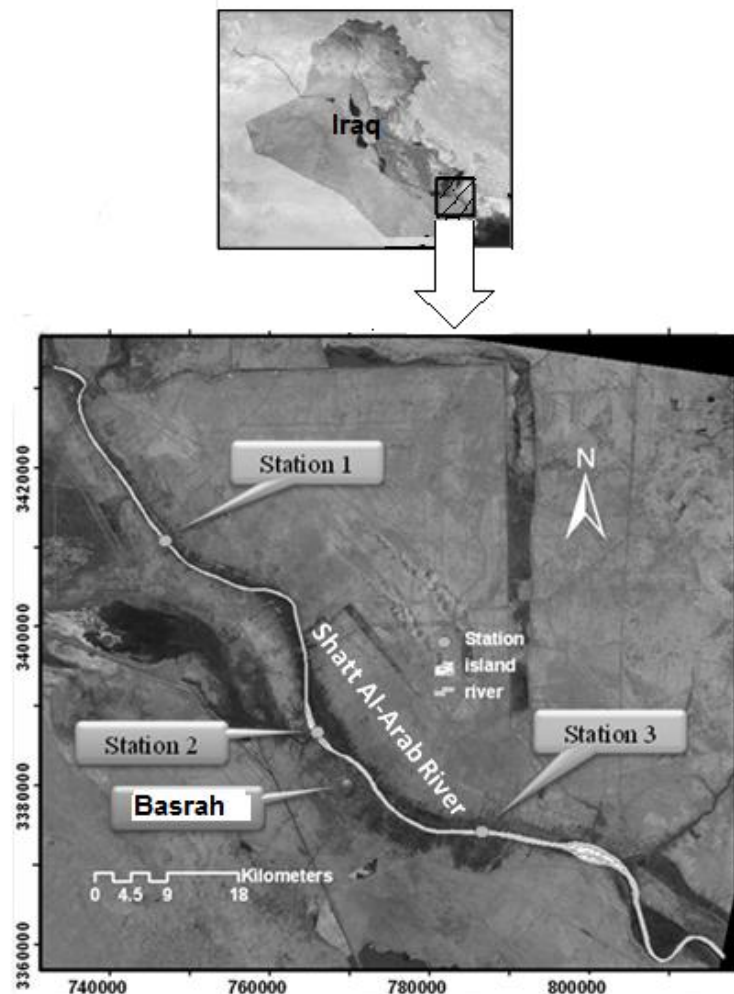 Iraq
Station 1
N
3420000
3400000
3380000
3360000
Shatt Al-Arab River
Station
island
river
Station 2
Station 3
Basrah
Kilometers
0 4.5 9 18
740000 760000 780000 800000